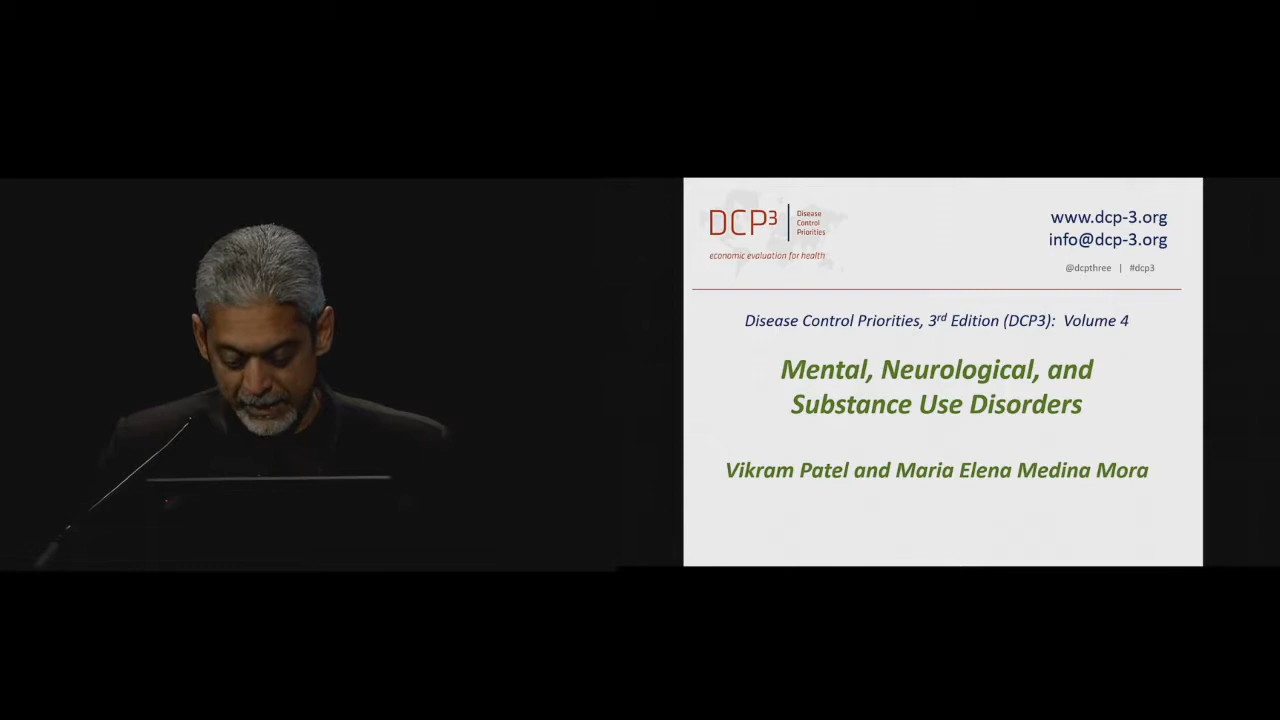 DCP3
Disease
Control
Priorities
economic evaluation for health
www.dcp-3.org
info@dcp-3.org
@dcpthree | #dcp3
Disease Control Priorities, 3rd Edition (DCP3): Volume 4
Mental, Neurological, and
Substance Use Disorders
Vikram Patel and Maria Elena Medina Mora